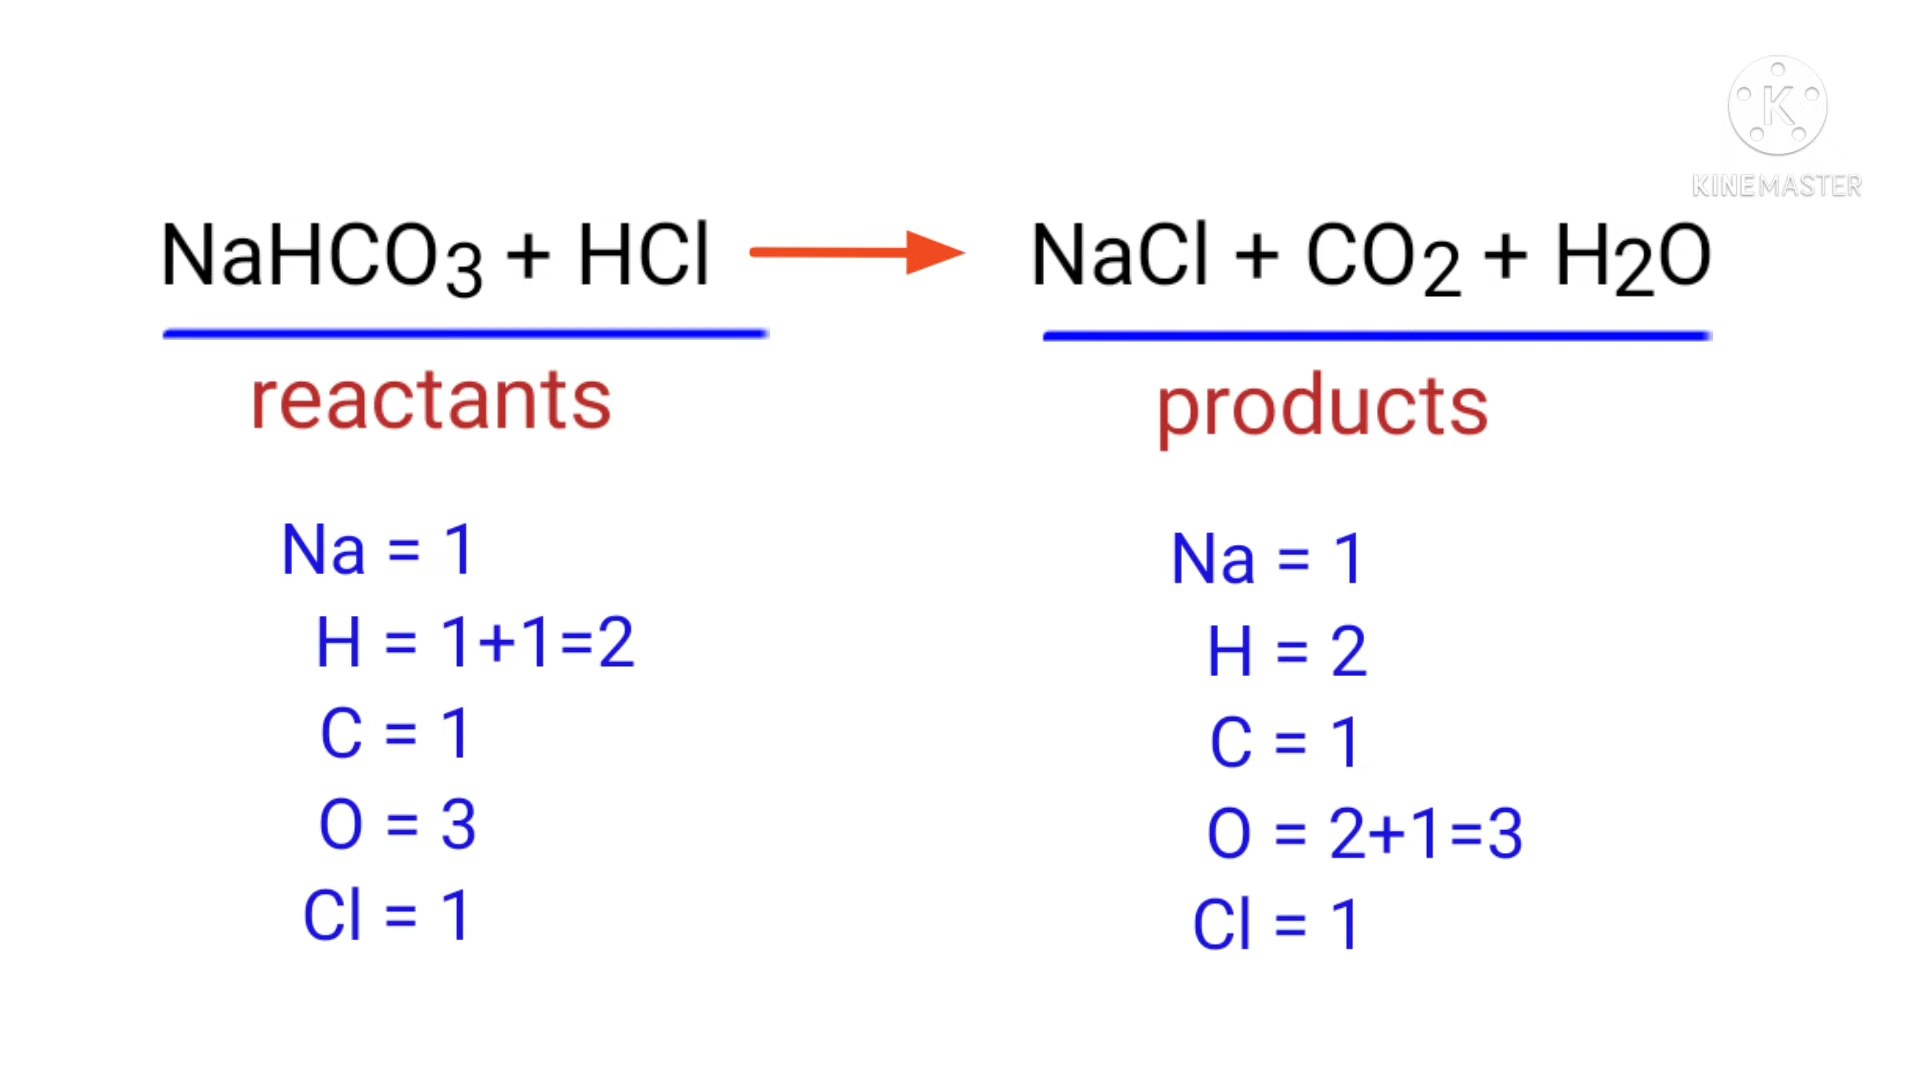 K
KINEMASTER
NaHCO3 + HCl → NaCl + CO2 + H2O
reactants
products
Na = 1
H = 1+1=2
C = 1
O = 3
Cl = 1
Na = 1
H = 2
C = 1
O = 2+1=3
Cl = 1